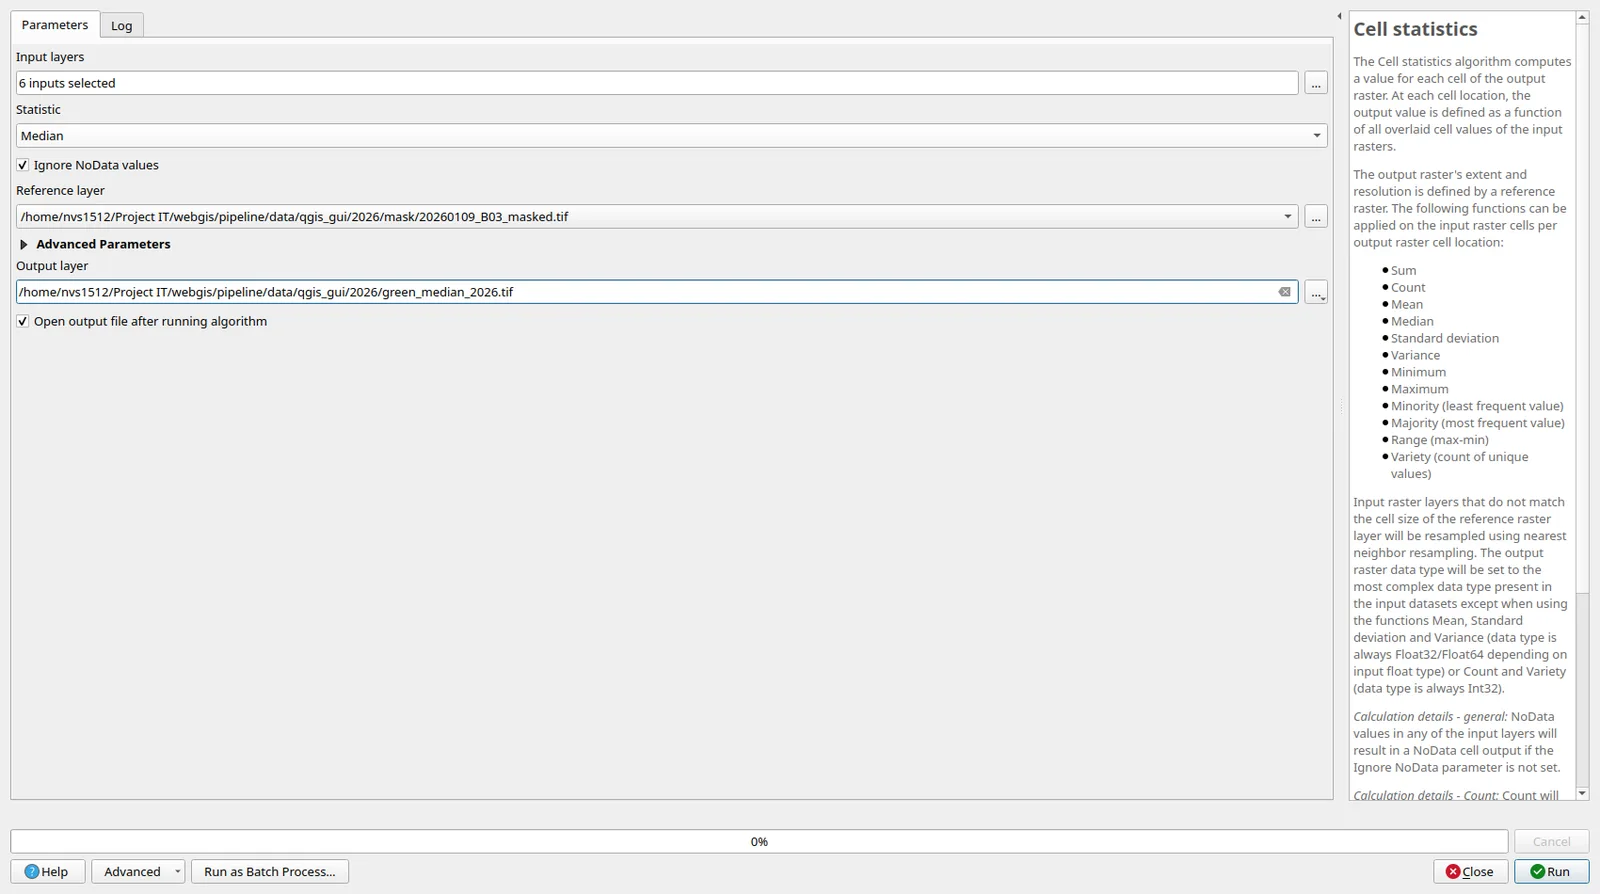 Parameters
Log
Input layers
6 inputs selected
...
Statistic
Median
Ignore NoData values
Reference layer
/home/nvs1512/Project IT/webgis/pipeline/data/qgis_gui/2026/mask/20260109_B03_masked.tif
...
Advanced Parameters
Output layer
/home/nvs1512/Project IT/webgis/pipeline/data/qgis_gui/2026/green_median_2026.tif
...
Open output file after running algorithm
Cell statistics
The Cell statistics algorithm computes
a value for each cell of the output
raster. At each cell location, the
output value is defined as a function
of all overlaid cell values of the input
rasters.
The output raster's extent and
resolution is defined by a reference
raster. The following functions can be
applied on the input raster cells per
output raster cell location:
Sum
Count
Mean
Median
Standard deviation
Variance
Minimum
Maximum
Minority (least frequent value)
Majority (most frequent value)
Range (max-min)
Variety (count of unique
values)
Input raster layers that do not match
the cell size of the reference raster
layer will be resampled using nearest
neighbor resampling. The output
raster data type will be set to the
most complex data type present in
the input datasets except when using
the functions Mean, Standard
deviation and Variance (data type is
always Float32/Float64 depending on
input float type) or Count and Variety
(data type is always Int32).
Calculation details - general: NoData
values in any of the input layers will
result in a NoData cell output if the
Ignore NoData parameter is not set.
Calculation details - Count: Count will
0%
Cancel
Help
Advanced
Run as Batch Process...
Close
Run